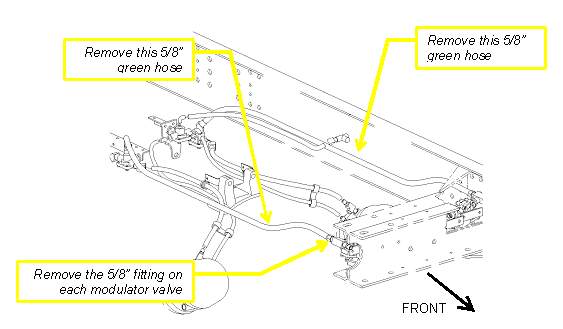 Remove this 5/8"
green hose
Remove this 5/8"
green hose
Remove the 5/8" fitting on
each modulator valve
FRONT